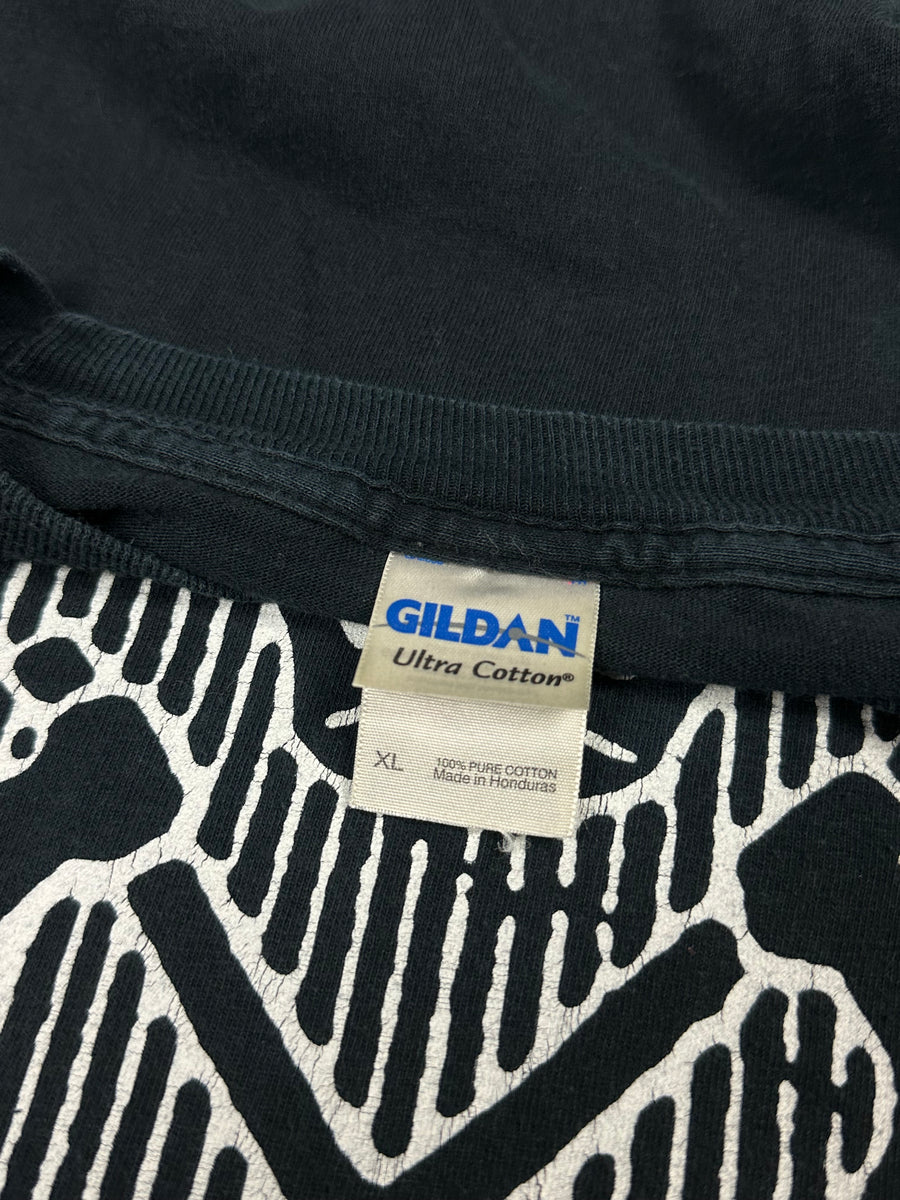 GILDAN™
Ultra Cotton®
XL
100% PURE COTTON
Made in Honduras